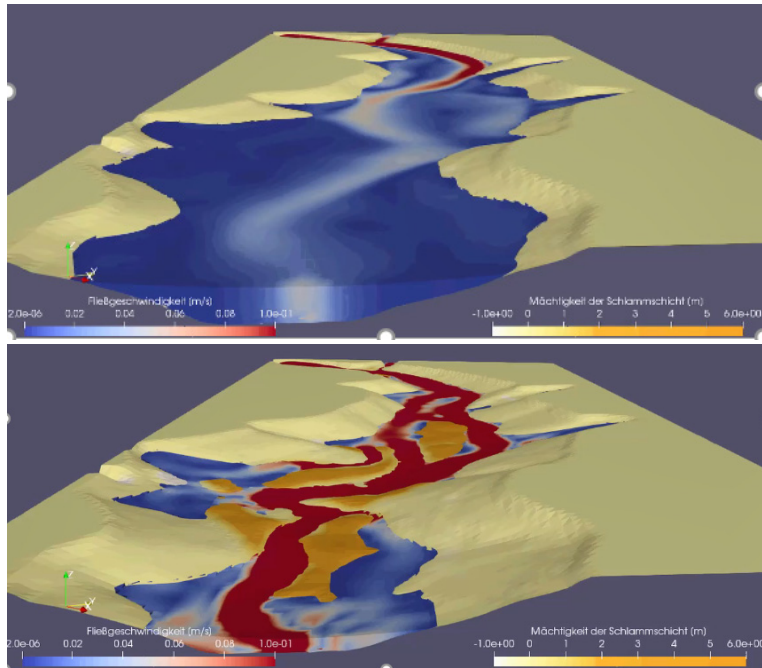 Z
Y
X
Fließgeschwindigkeit (m/s)
2.0e-06 0.02 0.04 0.06 0.08 1.0e-01
Mächtigkeit der Schlammschicht (m)
-1.0e+00 0 1 2 3 4 5 6.0e+00
Z
Y
X
Fließgeschwindigkeit (m/s)
2.0e-06 0.02 0.04 0.06 0.08 1.0e-01
Mächtigkeit der Schlammschicht (m)
-1.0e+00 0 1 2 3 4 5 6.0e+00